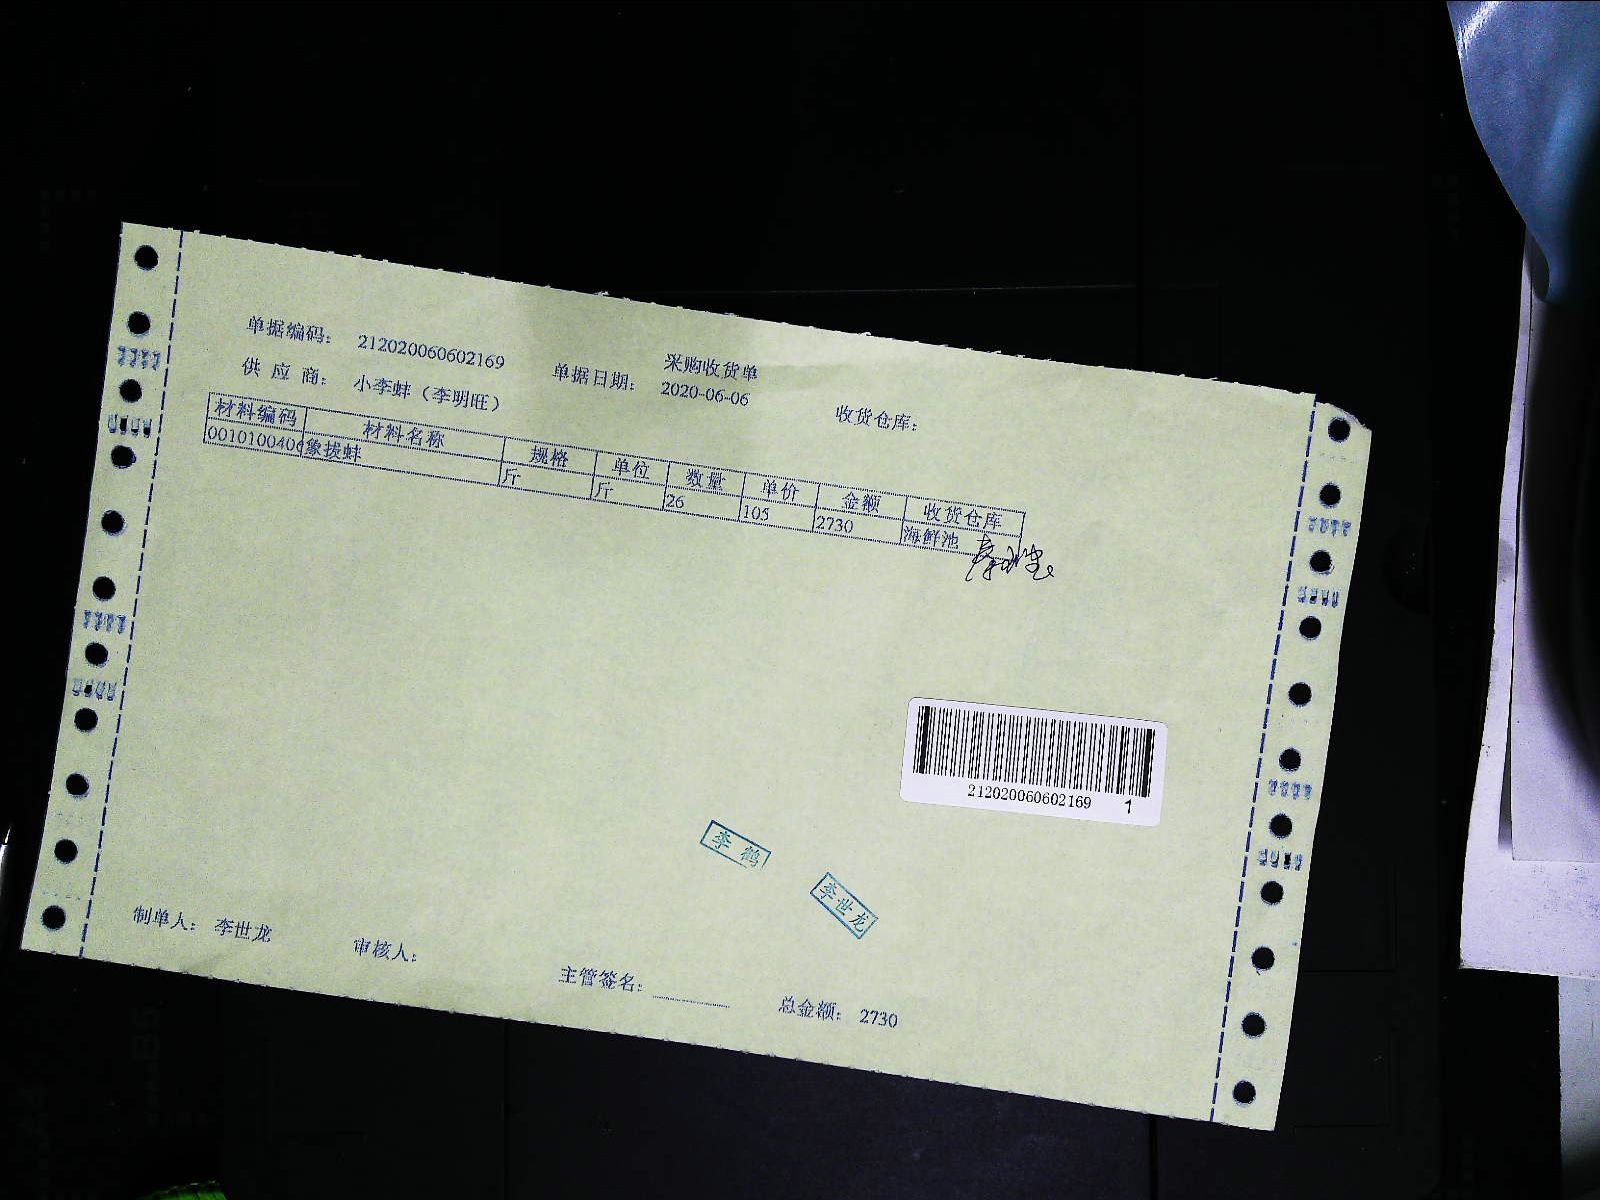 采购收货单
单据编码： 212020060602169 单据日期： 2020-06-06 收货仓库：
供 应 商： 小李蚌（李明旺）
材料编码 材料名称 规格 单位 数量 单价 金额 收货仓库
0010100406 象拔蚌 斤 斤 26 105 2730 海鲜池
212020060602169 1
李鹤
李世龙
制单人： 李世龙 审核人： 主管签名： 总金额： 2730